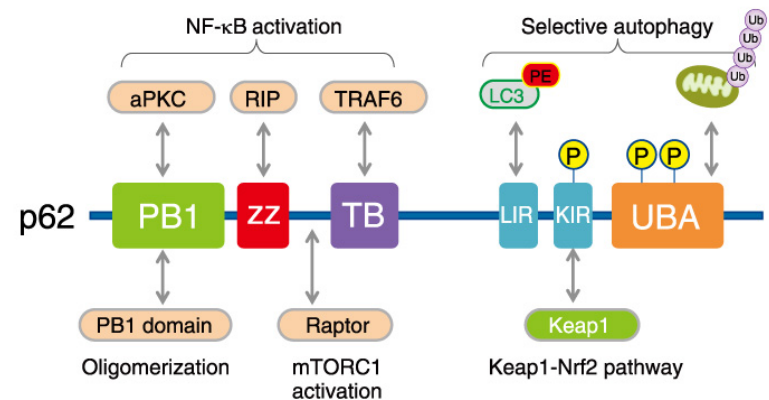 NF-κB activation
Selective autophagy
aPKC
RIP
TRAF6
LC3
PE
Ub
Ub
Ub
Ub
P
P
P
p62
PB1
ZZ
TB
LIR
KIR
UBA
PB1 domain
Raptor
Keap1
Oligomerization
mTORC1
activation
Keap1-Nrf2 pathway